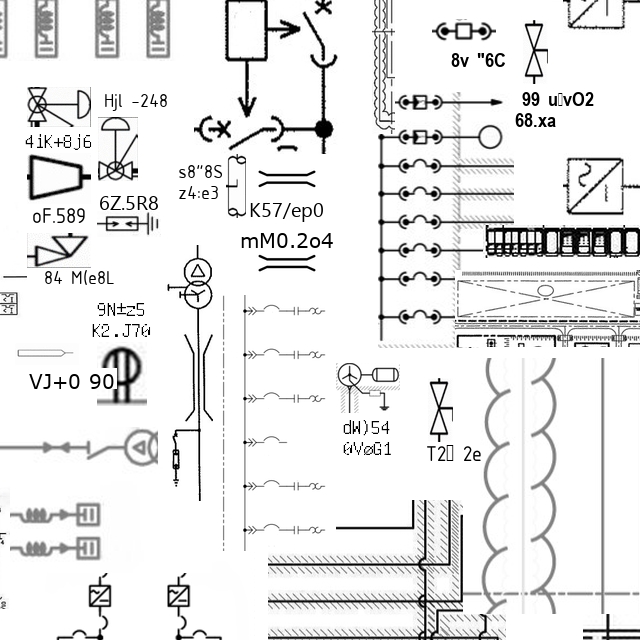 8v "6C
99 u▯vO2
68.xa
Hjl -248
4iK+8j6
s8"8S
z4:e3
6Z.5R8
oF.589
K57/ep0
mM0.2o4
84 M(e8L
9N±z5
K2.J70
VJ+0 90
dW)54
0VøG1
T2▯ 2e